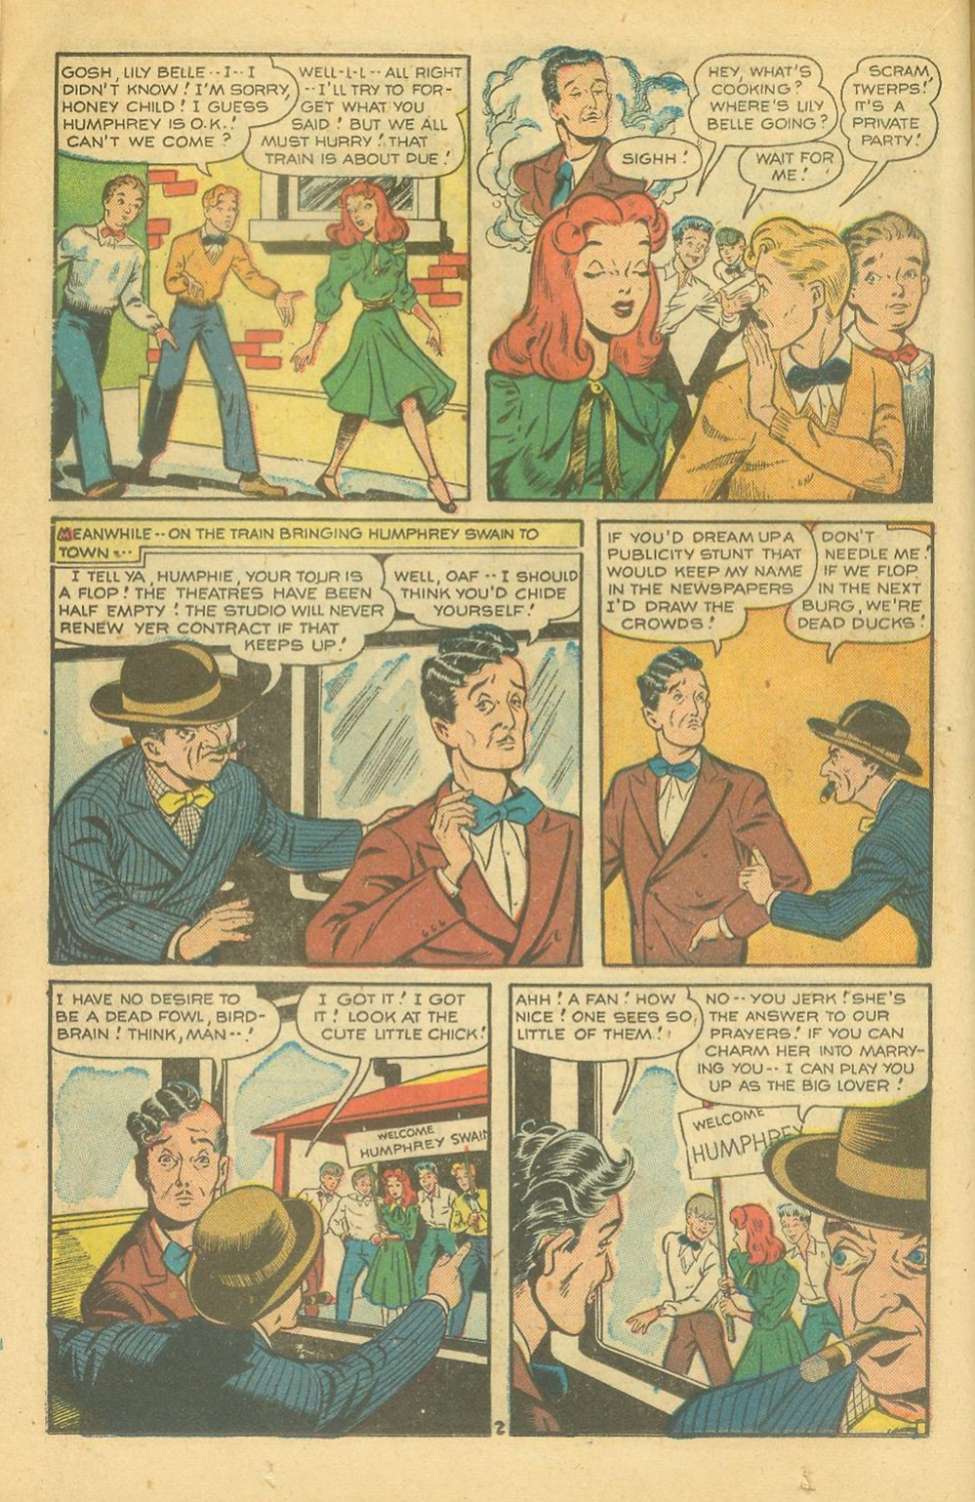 GOSH, LILY BELLE -- I -- I
DIDN'T KNOW! I'M SORRY,
HONEY CHILD! I GUESS
HUMPHREY IS O.K.!
CAN'T WE COME?
WELL-L-L -- ALL RIGHT
-- I'LL TRY TO FOR-
GET WHAT YOU
SAID! BUT WE ALL
MUST HURRY! THAT
TRAIN IS ABOUT DUE!
SIGHH!
HEY, WHAT'S
COOKING?
WHERE'S LILY
BELLE GOING?
WAIT FOR
ME!
SCRAM,
TWERPS!
IT'S A
PRIVATE
PARTY!
MEANWHILE -- ON THE TRAIN BRINGING HUMPHREY SWAIN TO
TOWN ---
I TELL YA, HUMPHIE, YOUR TOUR IS
A FLOP! THE THEATRES HAVE BEEN
HALF EMPTY! THE STUDIO WILL NEVER
RENEW YER CONTRACT IF THAT
KEEPS UP!
WELL, OAF -- I SHOULD
THINK YOU'D CHIDE
YOURSELF!
IF YOU'D DREAM UP A
PUBLICITY STUNT THAT
WOULD KEEP MY NAME
IN THE NEWSPAPERS
I'D DRAW THE
CROWDS!
DON'T
NEEDLE ME!
IF WE FLOP
IN THE NEXT
BURG, WE'RE
DEAD DUCKS!
I HAVE NO DESIRE TO
BE A DEAD FOWL, BIRD-
BRAIN! THINK, MAN --!
I GOT IT! I GOT
IT! LOOK AT THE
CUTE LITTLE CHICK!
WELCOME
HUMPHREY SWAIN
AHH! A FAN! HOW
NICE! ONE SEES SO
LITTLE OF THEM!
NO -- YOU JERK! SHE'S
THE ANSWER TO OUR
PRAYERS! IF YOU CAN
CHARM HER INTO MARRY-
ING YOU -- I CAN PLAY YOU
UP AS THE BIG LOVER!
WELCOME
HUMPHREY
2